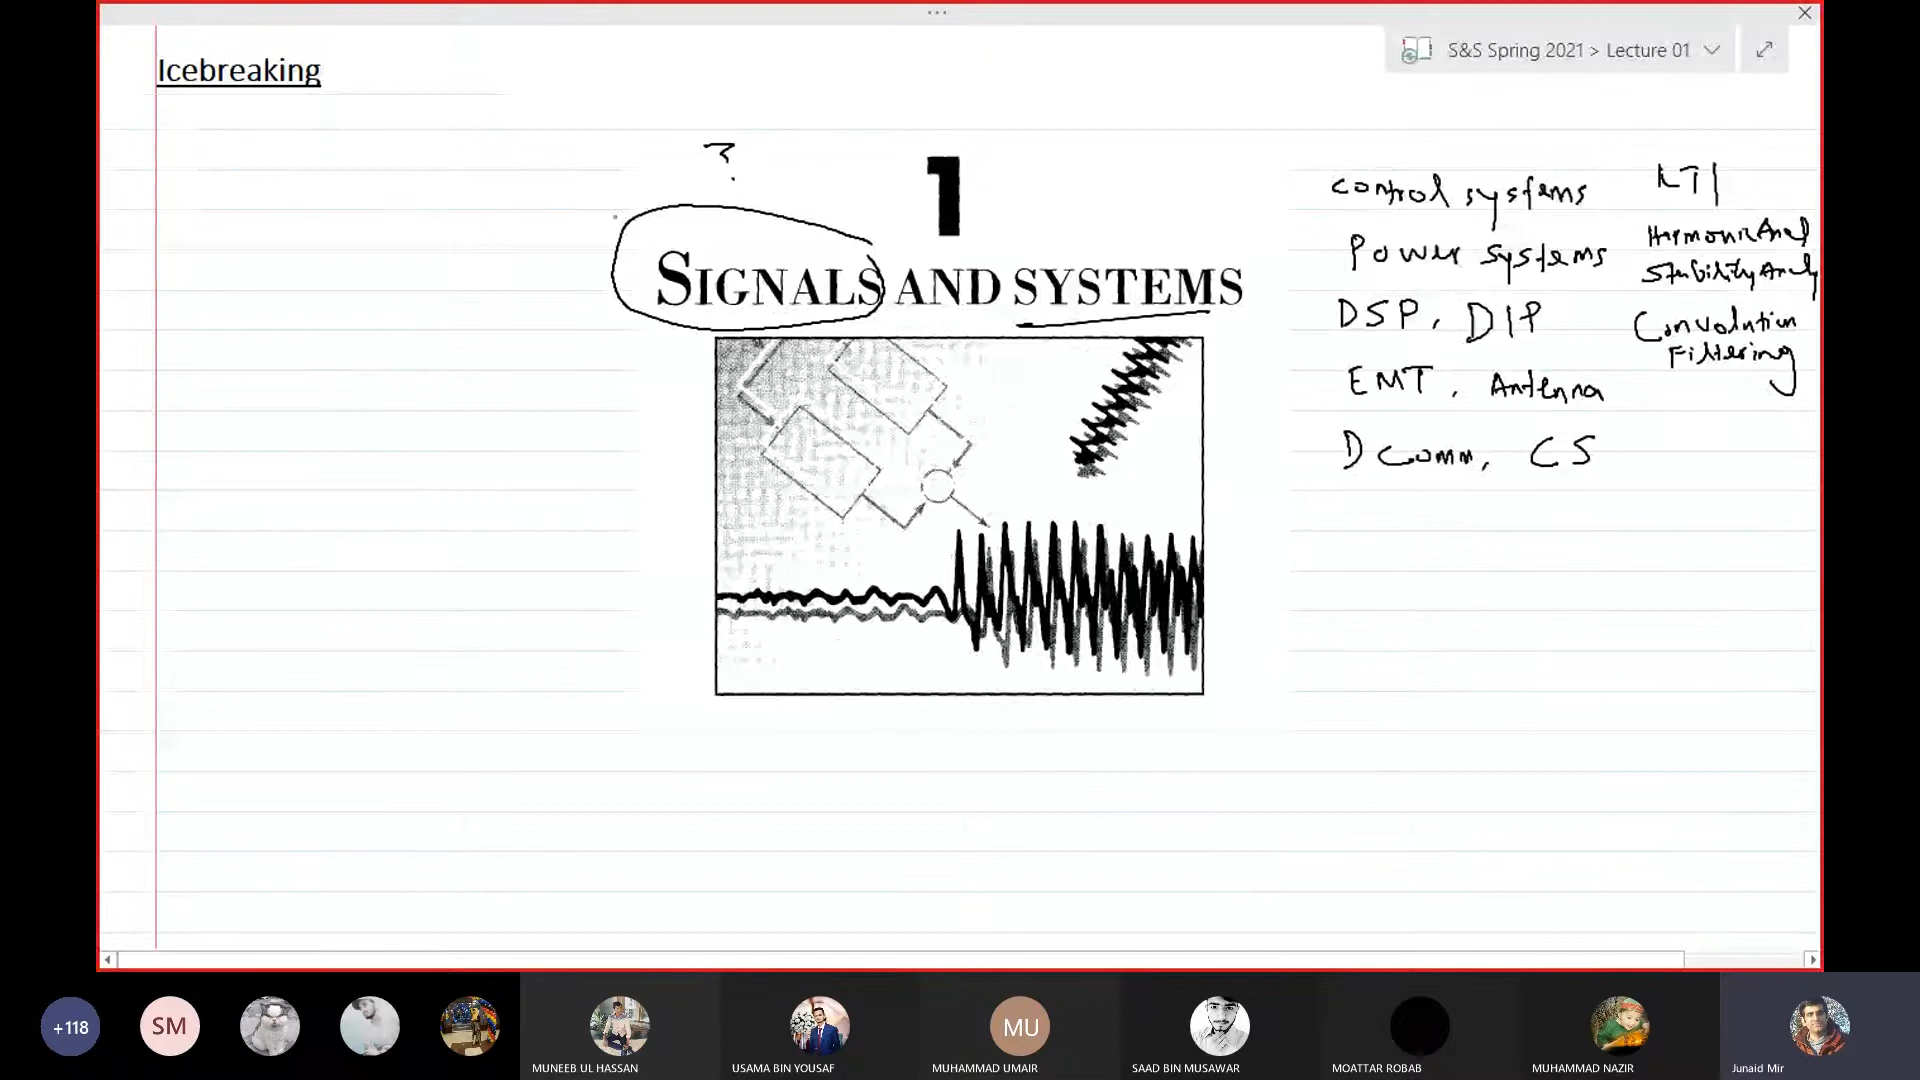 S&S Spring 2021 > Lecture 01
Icebreaking
?
1
SIGNALS AND SYSTEMS
control systems LTI
Power systems Harmonic Anal
Stability Analy
DSP, DIP Convolution
Filtering
EMT, Antenna
D Comm, CS
+118
SM
MU
MUNEEB UL HASSAN
USAMA BIN YOUSAF
MUHAMMAD UMAIR
SAAD BIN MUSAWAR
MOATTAR ROBAB
MUHAMMAD NAZIR
Junaid Mir